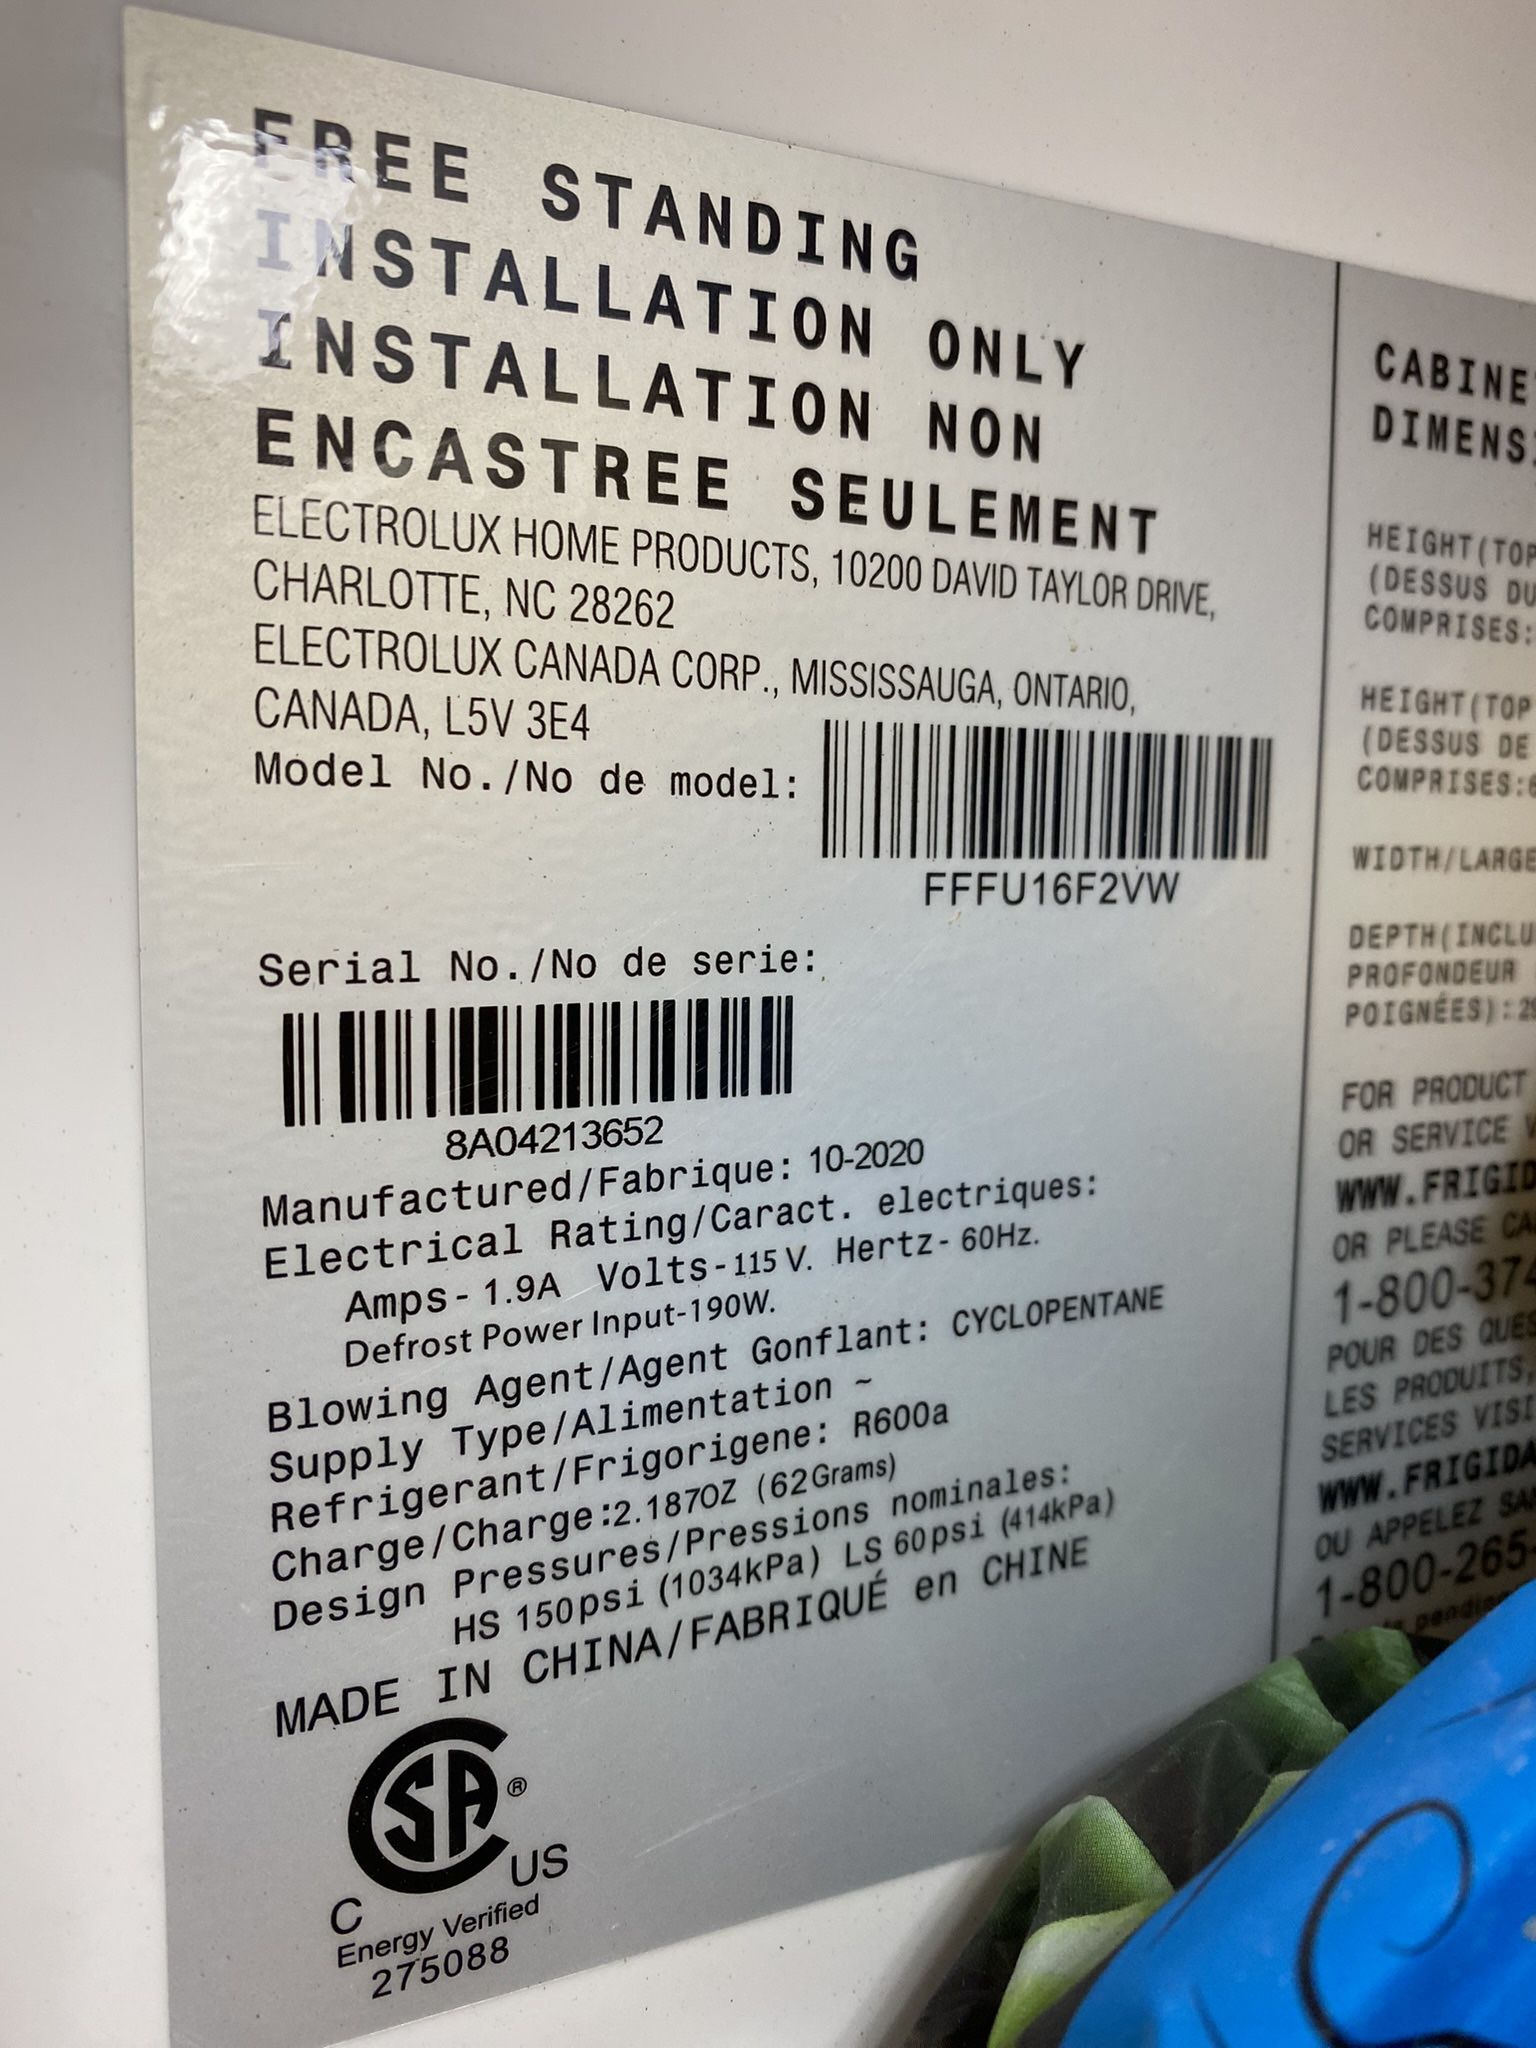 FREE STANDING
INSTALLATION ONLY
INSTALLATION NON
ENCASTREE SEULEMENT
ELECTROLUX HOME PRODUCTS, 10200 DAVID TAYLOR DRIVE,
CHARLOTTE, NC 28262
ELECTROLUX CANADA CORP., MISSISSAUGA, ONTARIO,
CANADA, L5V 3E4
Model No./No de model:
FFFU16F2VW
Serial No./No de serie:
8A04213652
Manufactured/Fabrique: 10-2020
Electrical Rating/Caract. electriques:
Amps- 1.9A Volts-115 V. Hertz- 60Hz.
Defrost Power Input-190W.
Blowing Agent/Agent Gonflant: CYCLOPENTANE
Supply Type/Alimentation ~
Refrigerant/Frigorigene: R600a
Charge/Charge:2.187OZ (62Grams)
Design Pressures/Pressions nominales:
HS 150psi (1034kPa) LS 60psi (414kPa)
MADE IN CHINA/FABRIQUÉ en CHINE
CSA®
C US
Energy Verified
275088
CABINE
DIMENS
HEIGHT(TOP
(DESSUS DU
COMPRISES:
HEIGHT(TOP
(DESSUS DE
COMPRISES:
WIDTH/LARGE
DEPTH(INCLU
PROFONDEUR
POIGNÉES):
FOR PRODUCT
OR SERVICE
WWW.FRIGID
OR PLEASE CA
1-800-374
POUR DES QUES
LES PRODUITS,
SERVICES VISI
WWW.FRIGIDA
OU APPELEZ SA
1-800-265-